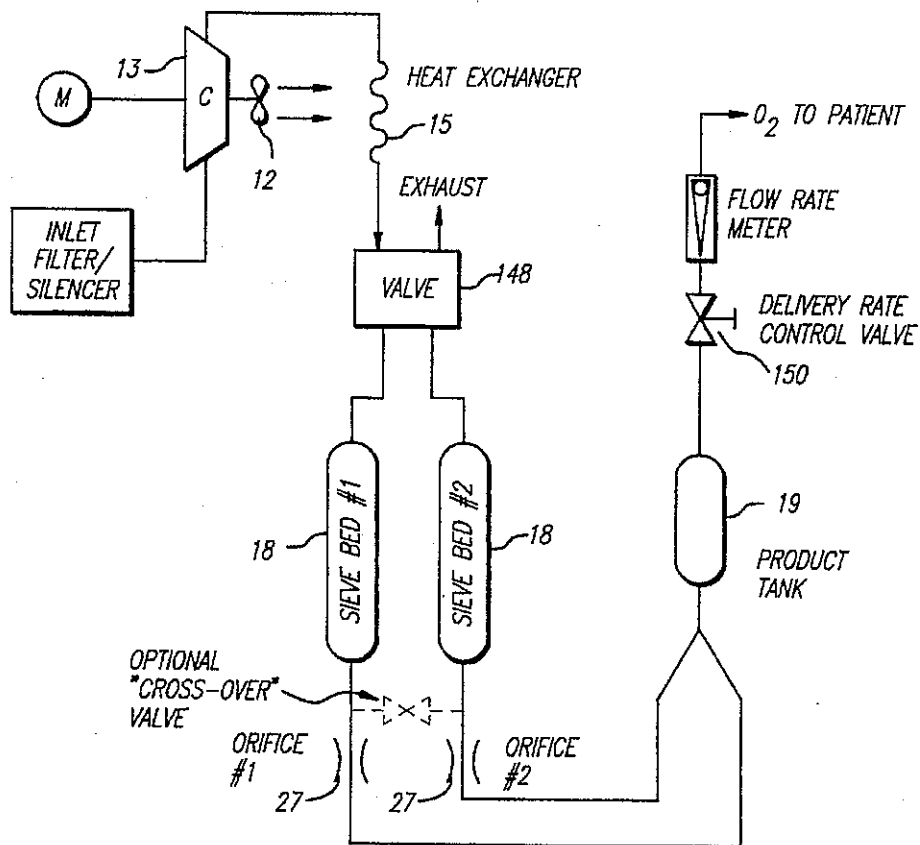 13
M
C
12
HEAT EXCHANGER
15
INLET
FILTER/
SILENCER
EXHAUST
VALVE
148
O2 TO PATIENT
FLOW RATE
METER
DELIVERY RATE
CONTROL VALVE
150
18
SIEVE BED #1
SIEVE BED #2
18
19
PRODUCT
TANK
OPTIONAL
"CROSS-OVER"
VALVE
ORIFICE
#1
27
27
ORIFICE
#2